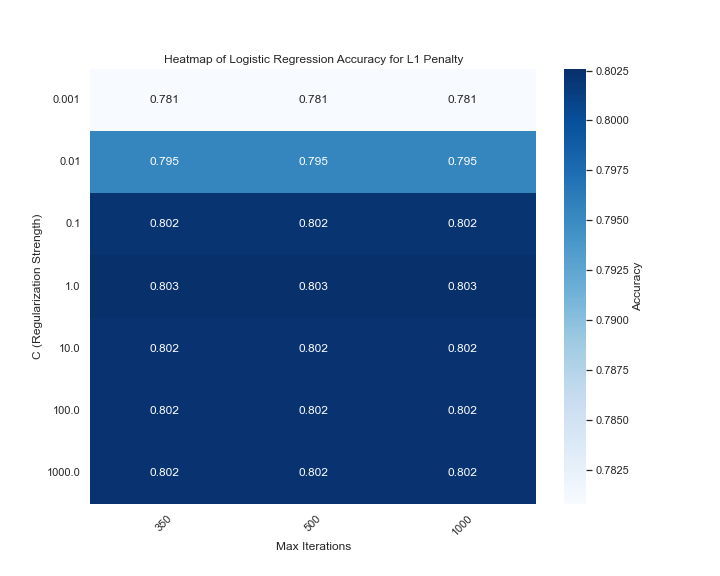 Heatmap of Logistic Regression Accuracy for L1 Penalty
C (Regularization Strength)
0.001 0.781 0.781 0.781
0.01 0.795 0.795 0.795
0.1 0.802 0.802 0.802
1.0 0.803 0.803 0.803
10.0 0.802 0.802 0.802
100.0 0.802 0.802 0.802
1000.0 0.802 0.802 0.802
350 500 1000
Max Iterations
0.8025
0.8000
0.7975
0.7950
0.7925
0.7900
0.7875
0.7850
0.7825
Accuracy